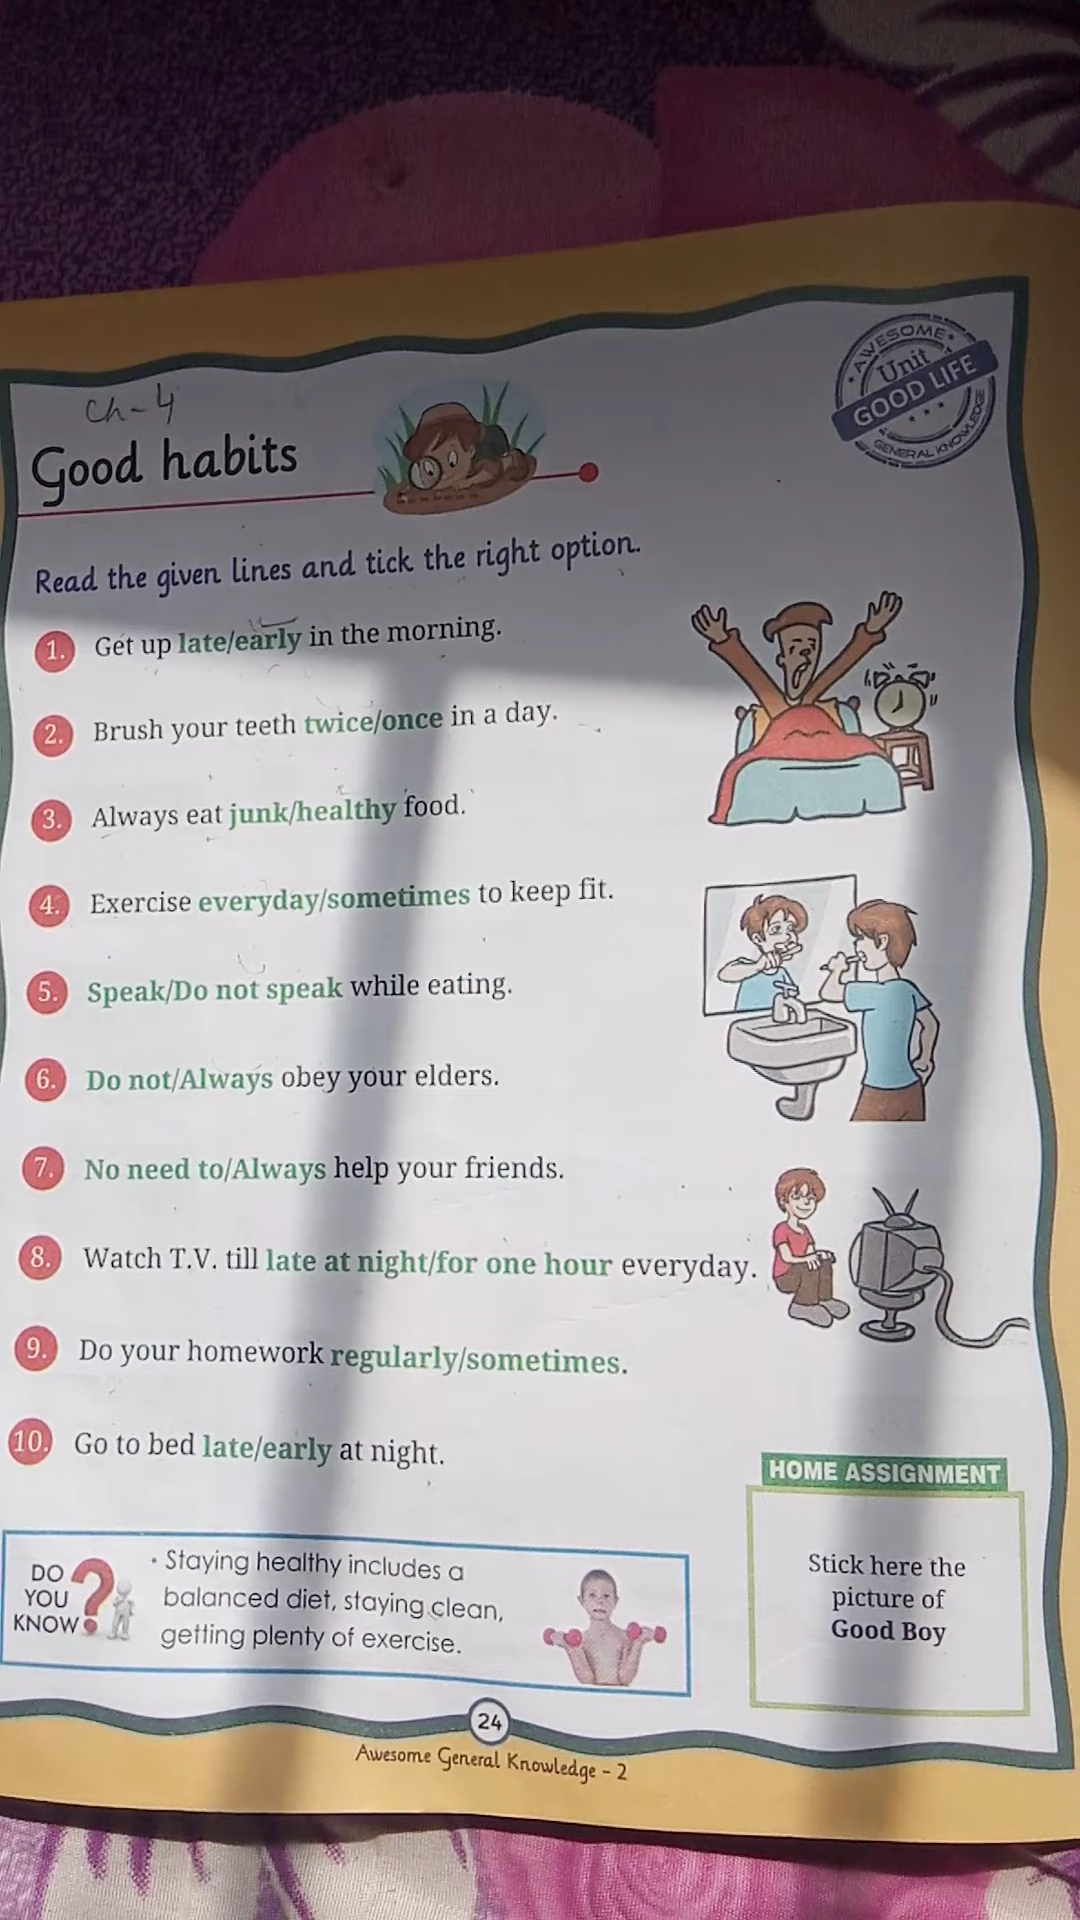 Ch-4
Good habits
AWESOME
Unit
GOOD LIFE
GENERAL KNOWLEDGE
Read the given lines and tick the right option.
1. Get up late/early in the morning.
2. Brush your teeth twice/once in a day.
3. Always eat junk/healthy food.
4. Exercise everyday/sometimes to keep fit.
5. Speak/Do not speak while eating.
6. Do not/Always obey your elders.
7. No need to/Always help your friends.
8. Watch T.V. till late at night/for one hour everyday.
9. Do your homework regularly/sometimes.
10. Go to bed late/early at night.
HOME ASSIGNMENT
Stick here the
picture of
Good Boy
DO
YOU
KNOW?
• Staying healthy includes a
balanced diet, staying clean,
getting plenty of exercise.
24
Awesome General Knowledge - 2